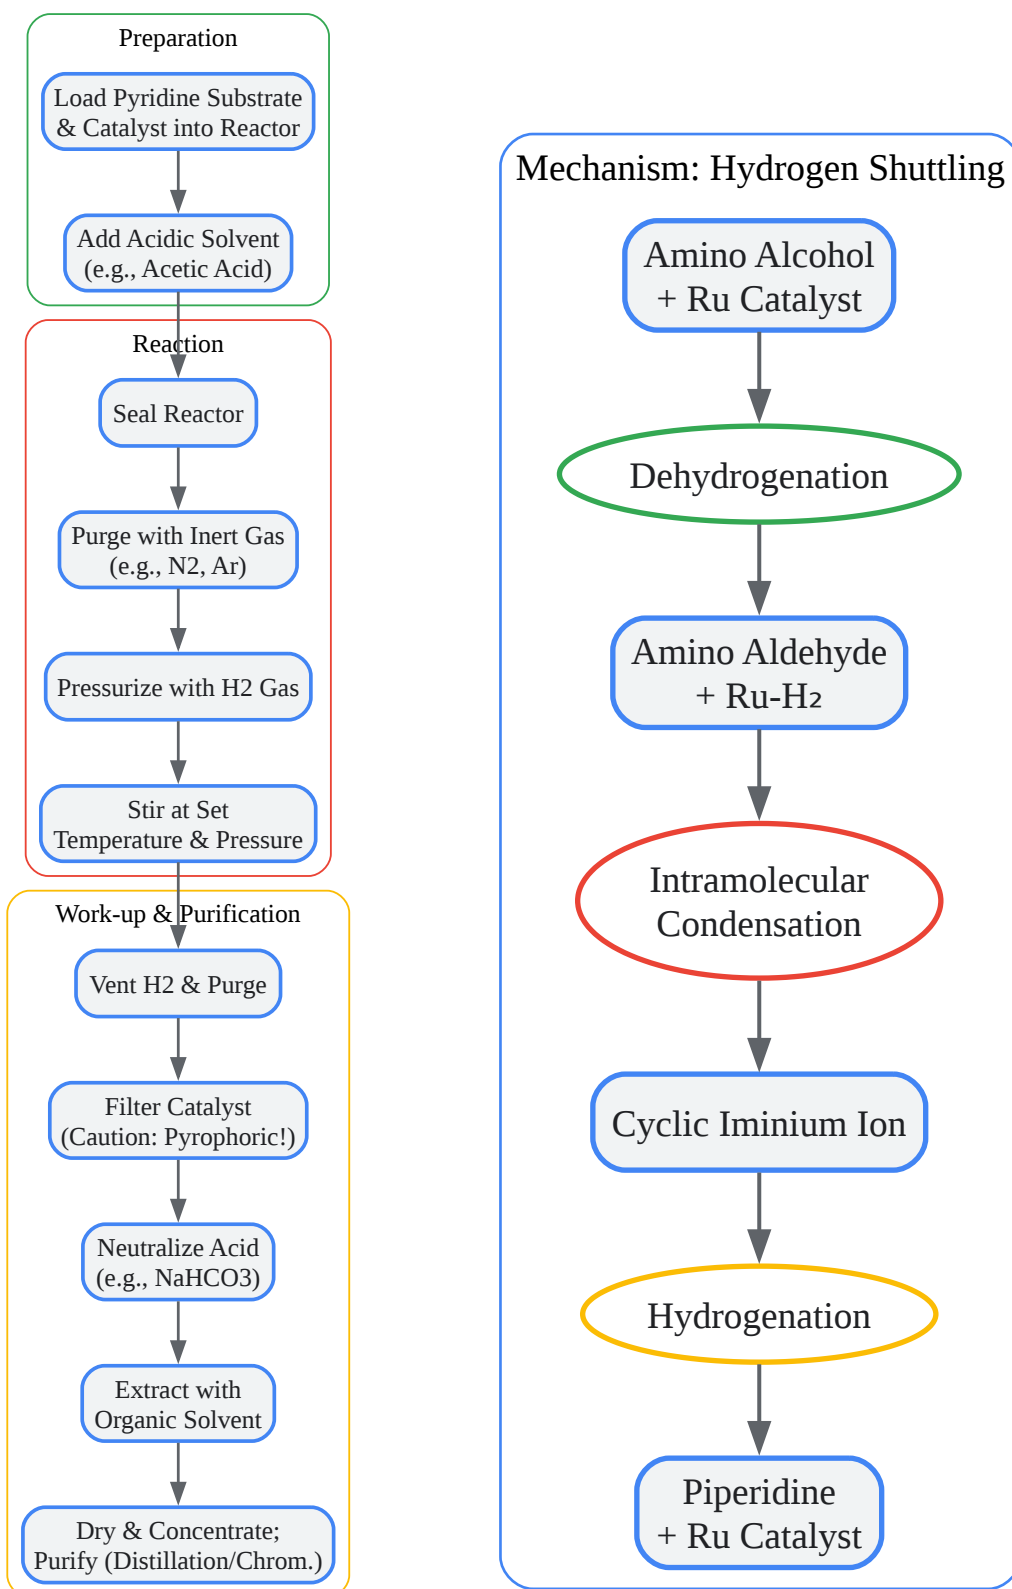 Preparation
Load Pyridine Substrate
& Catalyst into Reactor
Add Acidic Solvent
(e.g., Acetic Acid)
Reaction
Seal Reactor
Purge with Inert Gas
(e.g., N2, Ar)
Pressurize with H2 Gas
Stir at Set
Temperature & Pressure
Work-up & Purification
Vent H2 & Purge
Filter Catalyst
(Caution: Pyrophoric!)
Neutralize Acid
(e.g., NaHCO3)
Extract with
Organic Solvent
Dry & Concentrate;
Purify (Distillation/Chrom.)
Mechanism: Hydrogen Shuttling
Amino Alcohol
+ Ru Catalyst
Dehydrogenation
Amino Aldehyde
+ Ru-H₂
Intramolecular
Condensation
Cyclic Iminium Ion
Hydrogenation
Piperidine
+ Ru Catalyst